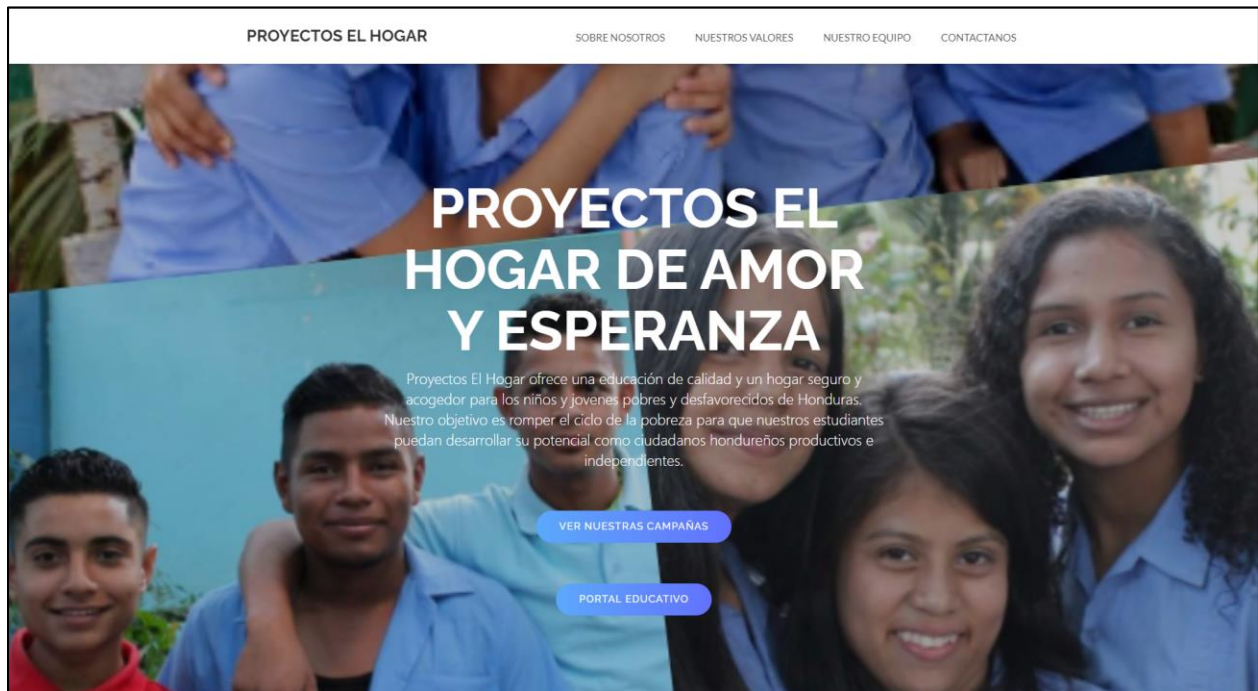 PROYECTOS EL HOGAR
SOBRE NOSOTROS
NUESTROS VALORES
NUESTRO EQUIPO
CONTACTANOS
PROYECTOS EL
HOGAR DE AMOR
Y ESPERANZA
Proyectos El Hogar ofrece una educación de calidad y un hogar seguro y
acogedor para los niños y jovenes pobres y desfavorecidos de Honduras.
Nuestro objetivo es romper el ciclo de la pobreza para que nuestros estudiantes
puedan desarrollar su potencial como ciudadanos hondureños productivos e
independientes.
VER NUESTRAS CAMPAÑAS
PORTAL EDUCATIVO